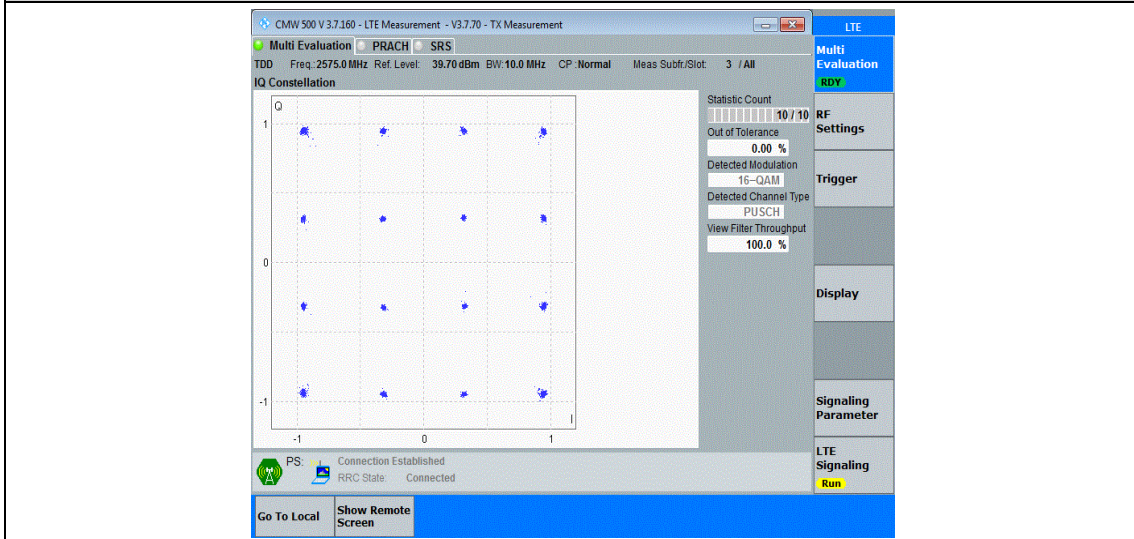 CMW 500 V 3.7.160 - LTE Measurement - V3.7.70 - TX Measurement
LTE
Multi Evaluation PRACH SRS
TDD Freq.:2575.0 MHz Ref. Level: 39.70 dBm BW:10.0 MHz CP :Normal Meas Subfr./Slot: 3 / All
IQ Constellation
Q
1
0
-1
-1 0 1
I
Statistic Count
10 / 10
Out of Tolerance
0.00 %
Detected Modulation
16-QAM
Detected Channel Type
PUSCH
View Filter Throughput
100.0 %
Multi
Evaluation
RDY
RF
Settings
Trigger
Display
Signaling
Parameter
LTE
Signaling
Run
PS: Connection Established
RRC State: Connected
Go To Local
Show Remote
Screen